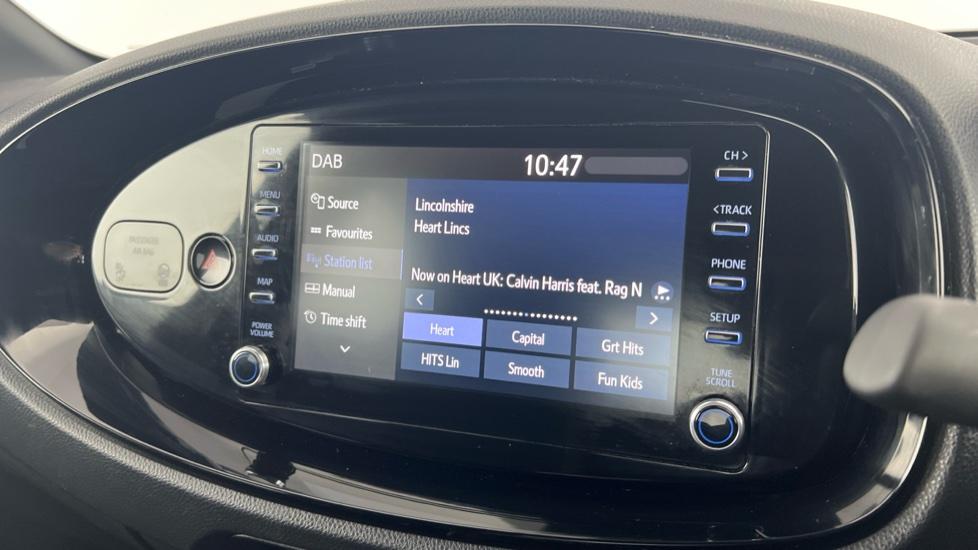 HOME
MENU
AUDIO
MAP
POWER
VOLUME
PASSENGER
AIR BAG
DAB
10:47
Source
Favourites
Station list
Manual
Time shift
Lincolnshire
Heart Lincs
Now on Heart UK: Calvin Harris feat. Rag N
Heart
Capital
Grt Hits
HITS Lin
Smooth
Fun Kids
CH >
< TRACK
PHONE
SETUP
TUNE
SCROLL